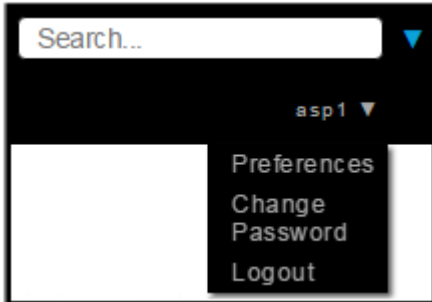 Search...
asp1 ▼
Preferences
Change
Password
Logout